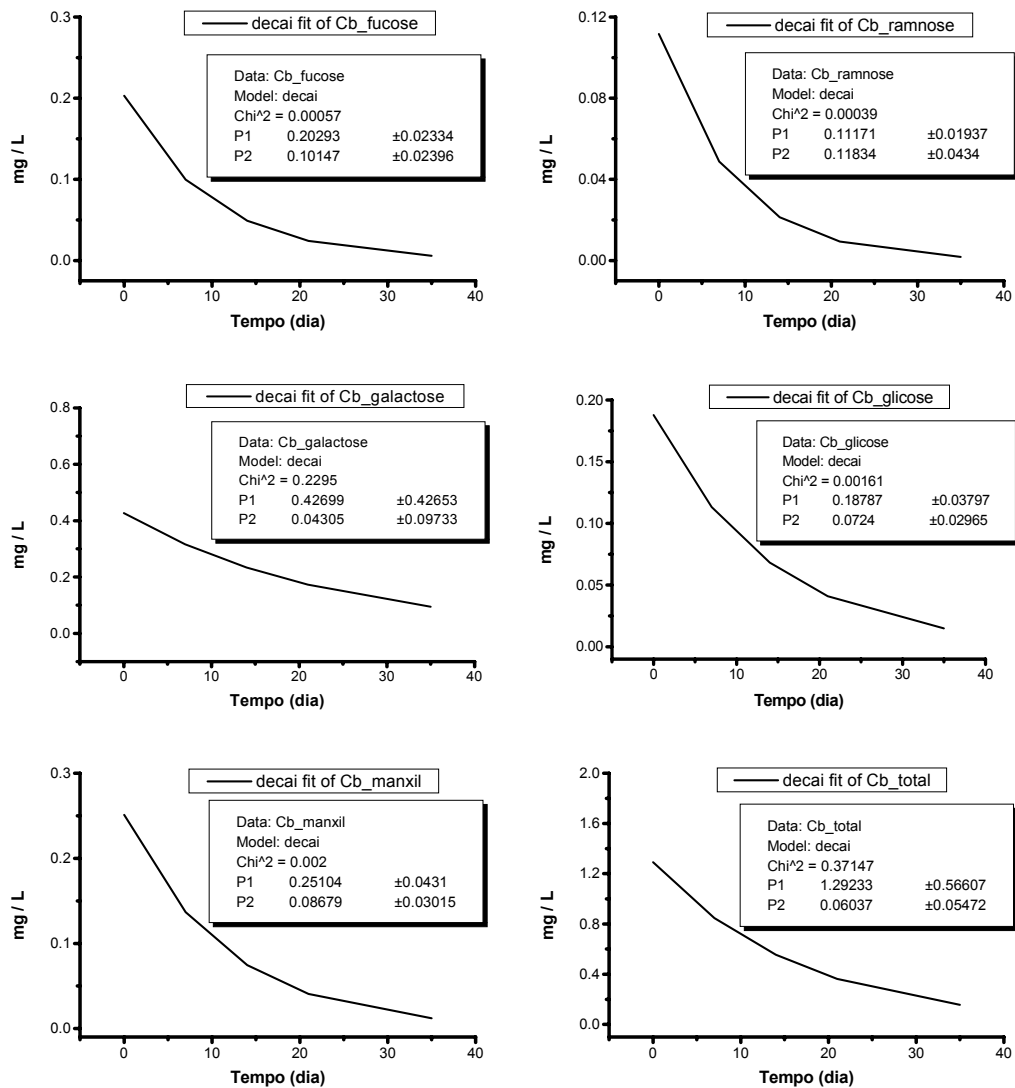 decai fit of Cb_fucose
Data: Cb_fucose
Model: decai
Chi^2 = 0.00057
P1 0.20293 ±0.02334
P2 0.10147 ±0.02396
0.3
0.2
0.1
0.0
mg / L
0 10 20 30 40
Tempo (dia)
decai fit of Cb_ramnose
Data: Cb_ramnose
Model: decai
Chi^2 = 0.00039
P1 0.11171 ±0.01937
P2 0.11834 ±0.0434
0.12
0.08
0.04
0.00
mg / L
0 10 20 30 40
Tempo (dia)
decai fit of Cb_galactose
Data: Cb_galactose
Model: decai
Chi^2 = 0.2295
P1 0.42699 ±0.42653
P2 0.04305 ±0.09733
0.8
0.6
0.4
0.2
0.0
mg / L
0 10 20 30 40
Tempo (dia)
decai fit of Cb_glicose
Data: Cb_glicose
Model: decai
Chi^2 = 0.00161
P1 0.18787 ±0.03797
P2 0.0724 ±0.02965
0.20
0.15
0.10
0.05
0.00
mg / L
0 10 20 30 40
Tempo (dia)
decai fit of Cb_manxil
Data: Cb_manxil
Model: decai
Chi^2 = 0.002
P1 0.25104 ±0.0431
P2 0.08679 ±0.03015
0.3
0.2
0.1
0.0
mg / L
0 10 20 30 40
Tempo (dia)
decai fit of Cb_total
Data: Cb_total
Model: decai
Chi^2 = 0.37147
P1 1.29233 ±0.56607
P2 0.06037 ±0.05472
2.0
1.6
1.2
0.8
0.4
0.0
mg / L
0 10 20 30 40
Tempo (dia)